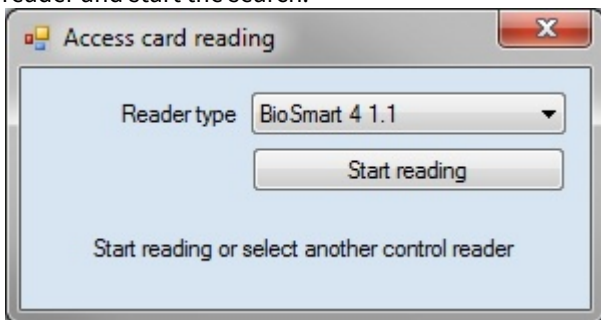 reader and start the search.
Access card reading
Reader type BioSmart 4 1.1
Start reading
Start reading or select another control reader